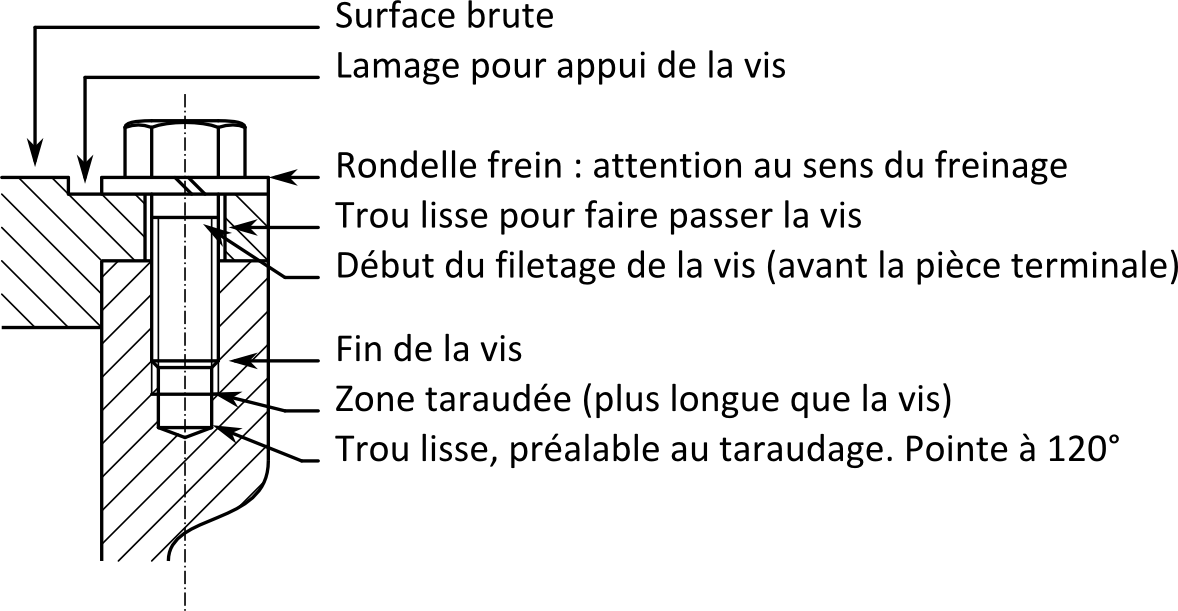 Surface brute
Lamage pour appui de la vis
Rondelle frein : attention au sens du freinage
Trou lisse pour faire passer la vis
Début du filetage de la vis (avant la pièce terminale)
Fin de la vis
Zone taraudée (plus longue que la vis)
Trou lisse, préalable au taraudage. Pointe à 120°